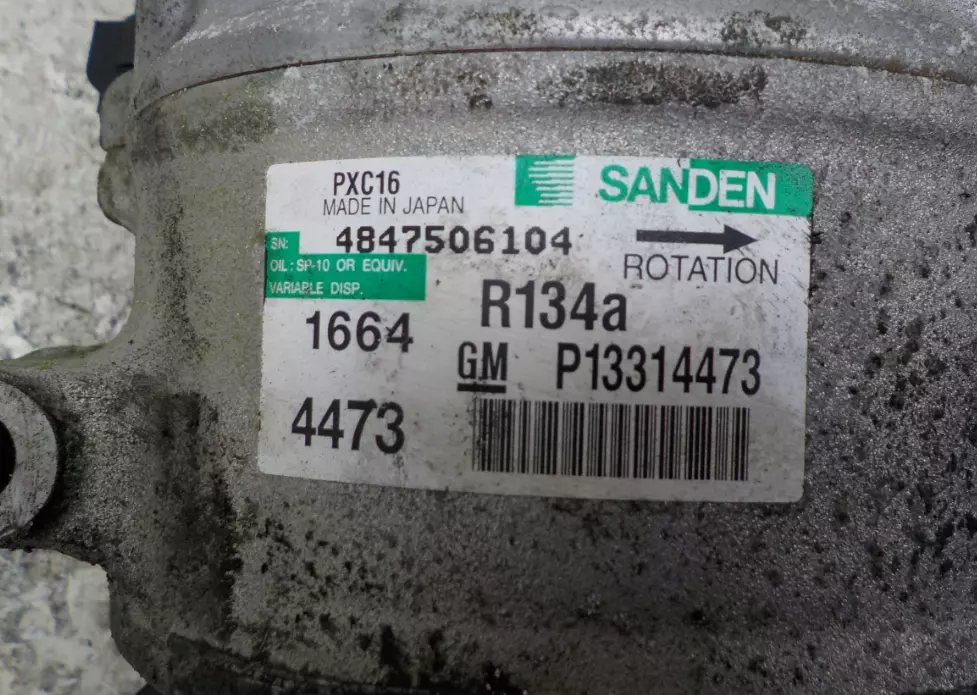 PXC16
MADE IN JAPAN
SANDEN
SN: 4847506104
ROTATION
OIL : SP-10 OR EQUIV.
VARIABLE DISP.
R134a
1664
GM P13314473
4473